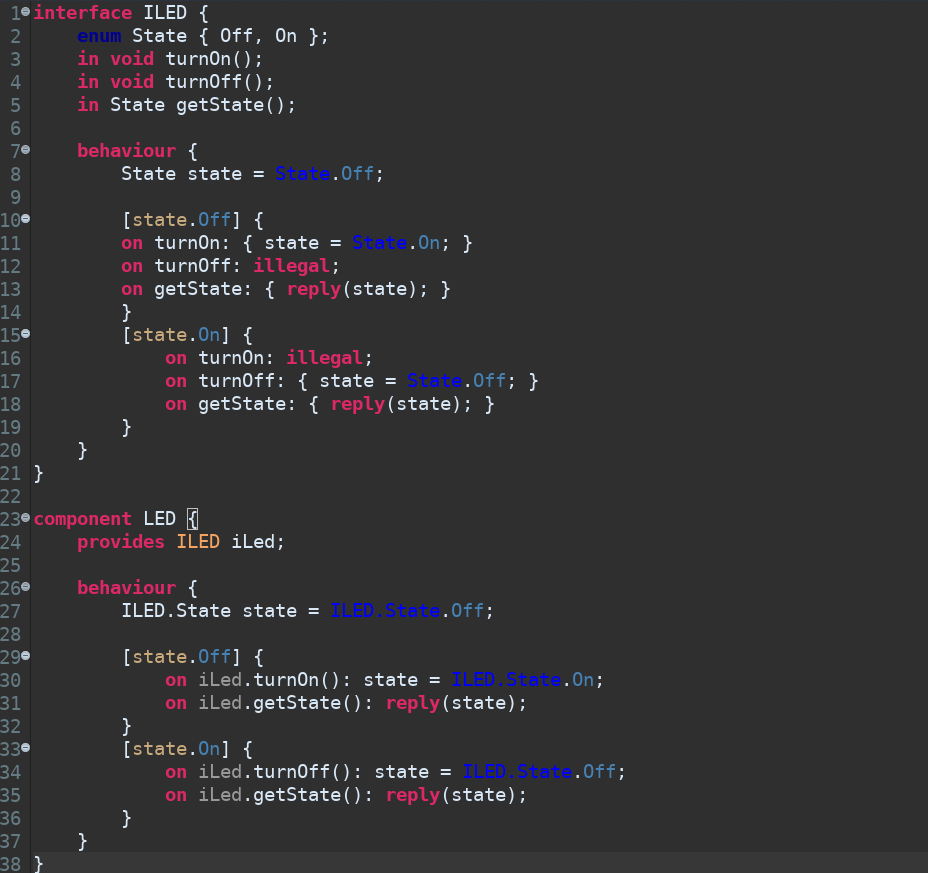 1 interface ILED {
2     enum State { Off, On };
3     in void turnOn();
4     in void turnOff();
5     in State getState();
6
7     behaviour {
8         State state = State.Off;
9
10         [state.Off] {
11         on turnOn: { state = State.On; }
12         on turnOff: illegal;
13         on getState: { reply(state); }
14         }
15         [state.On] {
16             on turnOn: illegal;
17             on turnOff: { state = State.Off; }
18             on getState: { reply(state); }
19         }
20     }
21 }
22
23 component LED {
24     provides ILED iLed;
25
26     behaviour {
27         ILED.State state = ILED.State.Off;
28
29         [state.Off] {
30             on iLed.turnOn(): state = ILED.State.On;
31             on iLed.getState(): reply(state);
32         }
33         [state.On] {
34             on iLed.turnOff(): state = ILED.State.Off;
35             on iLed.getState(): reply(state);
36         }
37     }
38 }